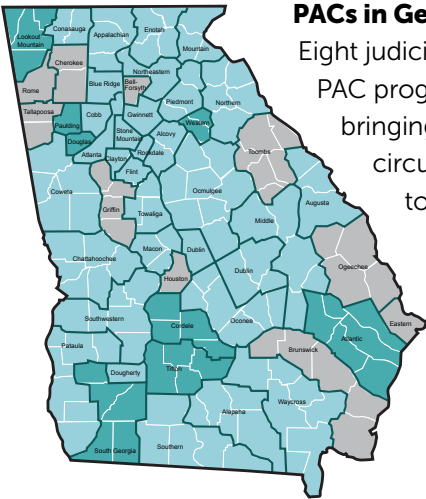 PACs in Ge
Eight judici
PAC prog
bringing
circu
to
Lookout
Mountain
Conasauga
Appalachian
Enotah
Mountain
Cherokee
Northeastern
Rome
Blue Ridge
Bell-
Forsyth
Tallapoosa
Cobb
Gwinnett
Piedmont
Northern
Paulding
Western
Douglas
Stone
Mountain
Alcovy
Atlanta
Clayton
Rockdale
Toombs
Flint
Coweta
Ocmulgee
Augusta
Griffin
Towaliga
Middle
Macon
Dublin
Chattahoochee
Houston
Dublin
Ogeechee
Southwestern
Cordele
Oconee
Atlantic
Eastern
Pataula
Brunswick
Dougherty
Tifton
Alapaha
Waycross
South Georgia
Southern